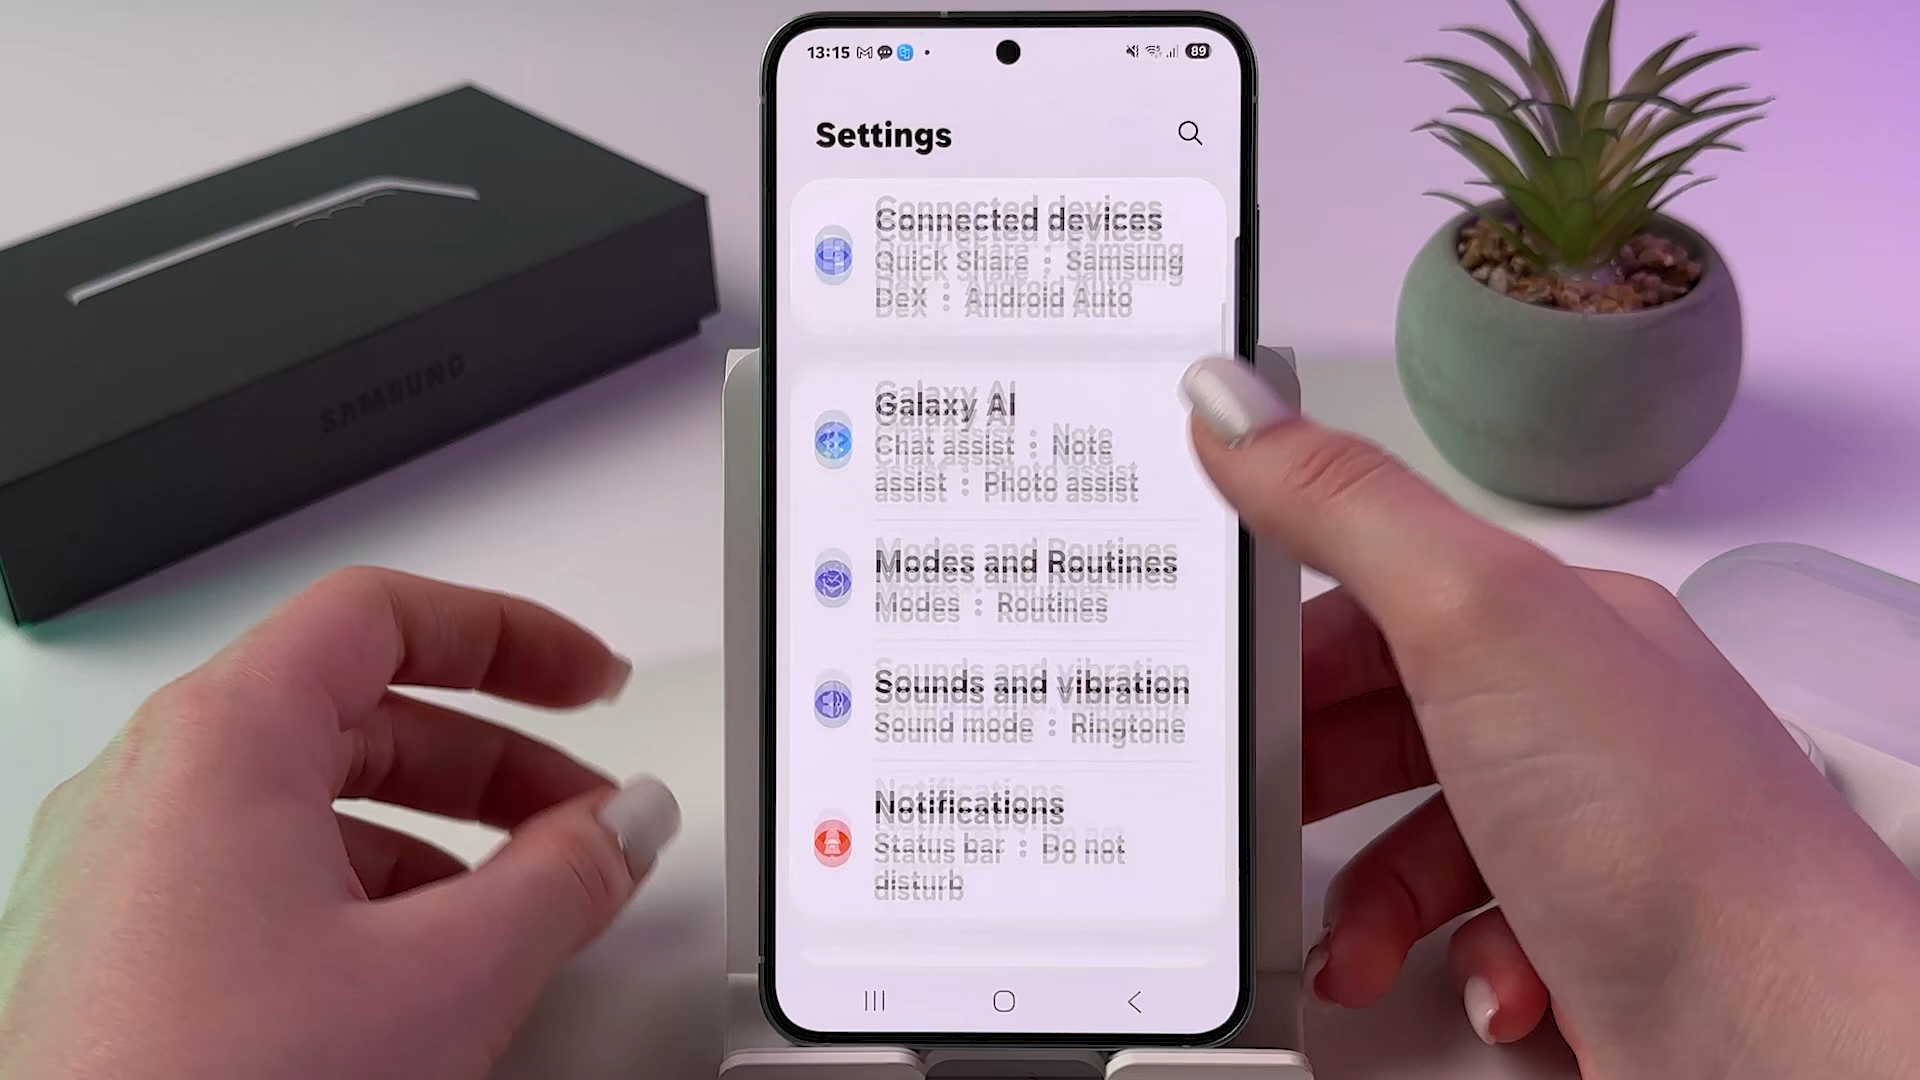 13:15
89
Settings
Connected devices
Quick Share : Samsung
DeX : Android Auto
Galaxy AI
Chat assist : Note
assist : Photo assist
Modes and Routines
Modes : Routines
Sounds and vibration
Sound mode : Ringtone
Notifications
Status bar : Do not
disturb
SAMSUNG